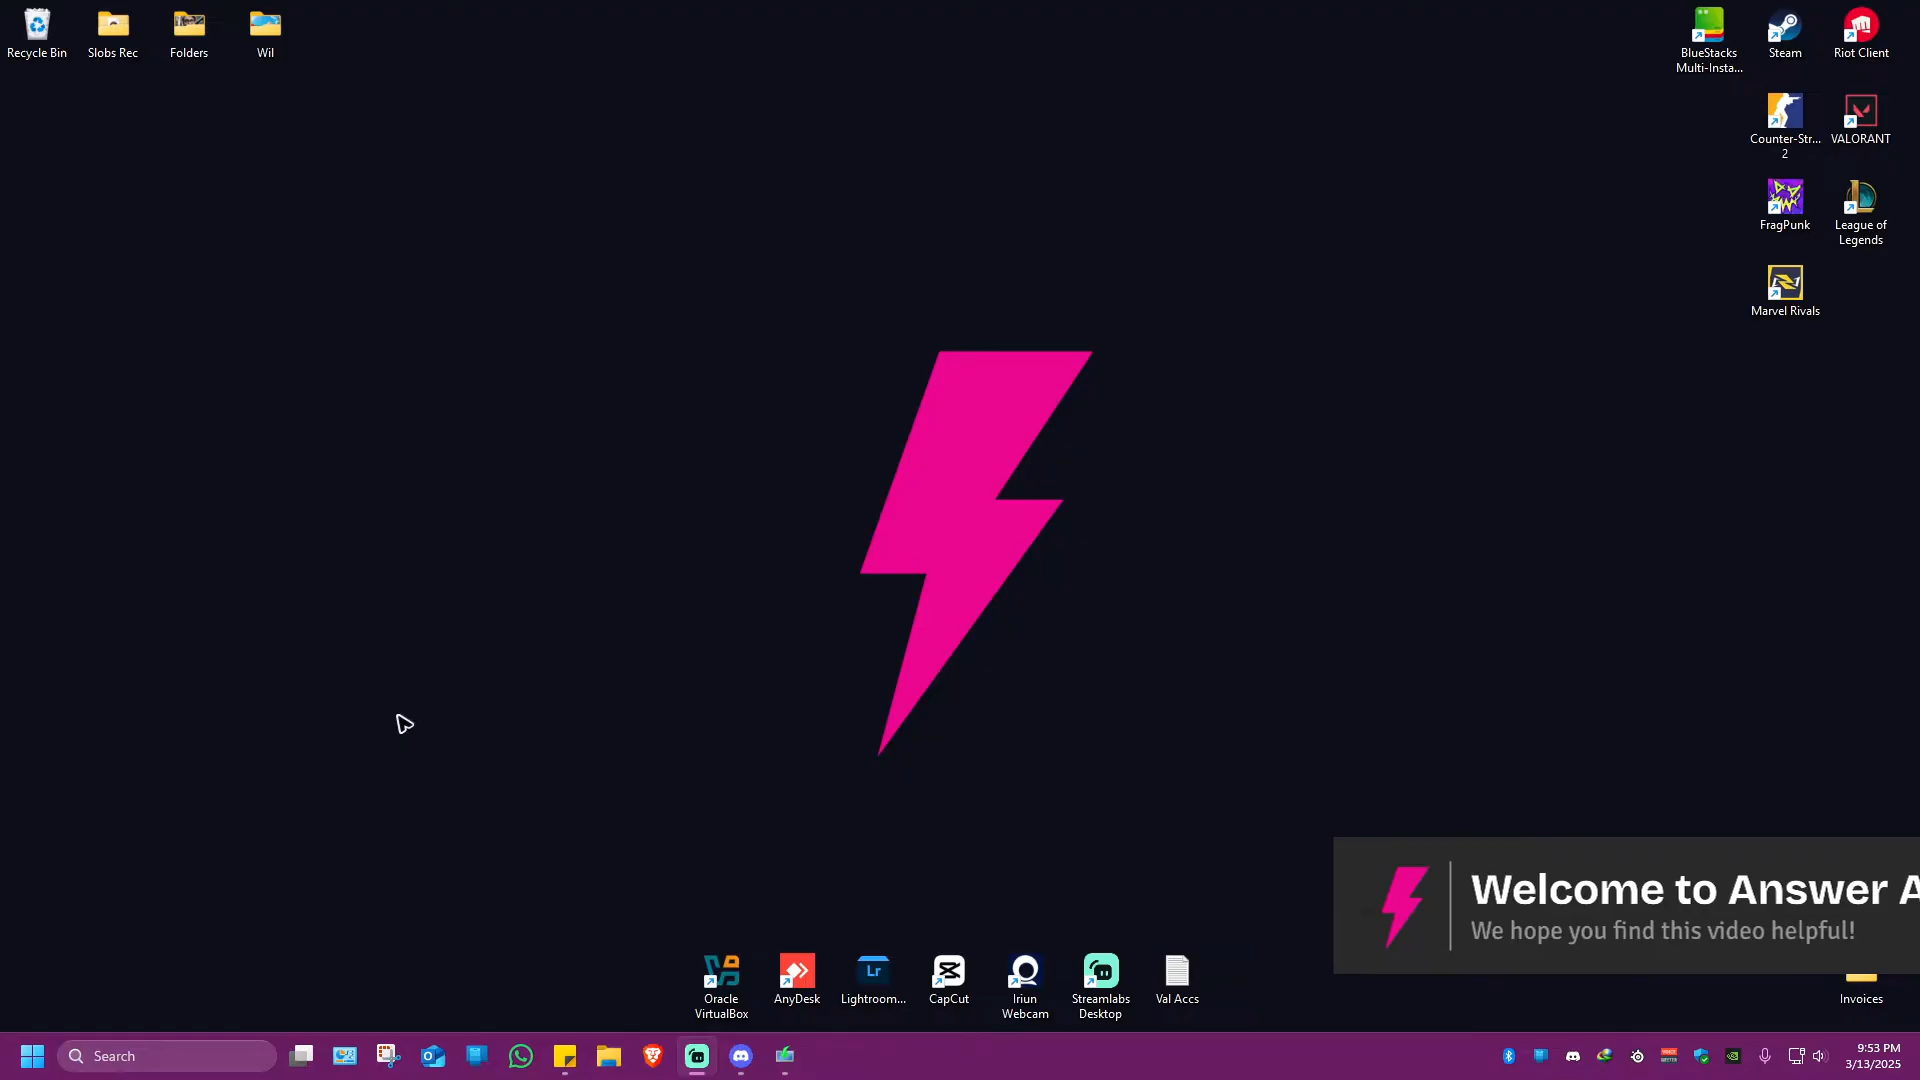 Recycle Bin
Slobs Rec
Folders
Wil
BlueStacks
Multi-Insta...
Steam
Riot Client
Counter-Str...
2
VALORANT
FragPunk
League of
Legends
Marvel Rivals
Welcome to Answer A
We hope you find this video helpful!
Oracle
VirtualBox
AnyDesk
Lr
Lightroom...
CapCut
Iriun
Webcam
Streamlabs
Desktop
Val Accs
Invoices
Search
9:53 PM
3/13/2025